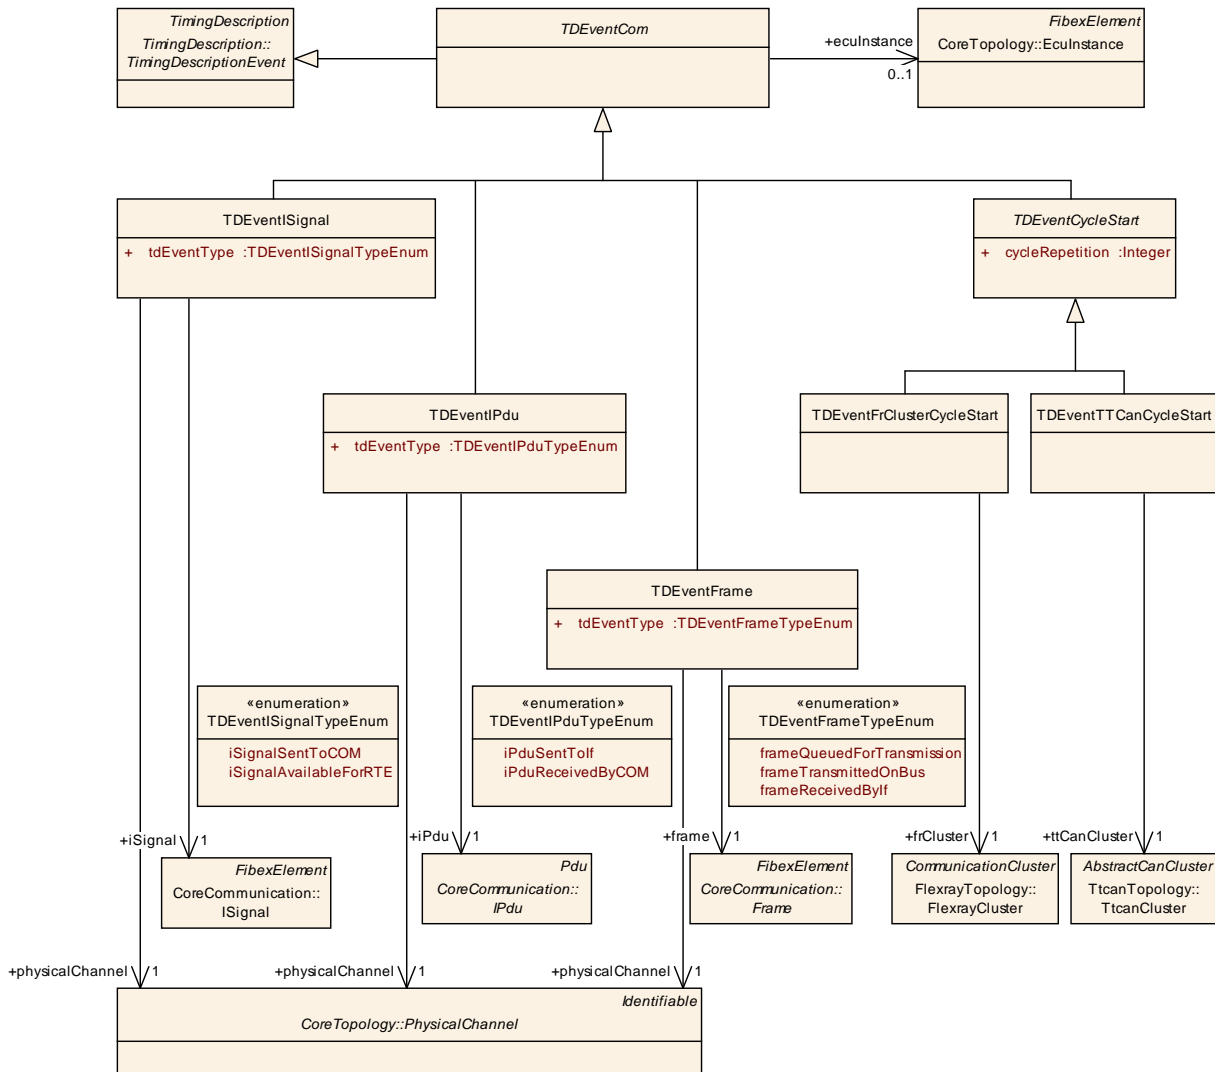 TimingDescription
TimingDescription::
TimingDescriptionEvent
TDEventCom
+ecuInstance
0..1
FibexElement
CoreTopology::EcuInstance
TDEventISignal
+ tdEventType :TDEventISignalTypeEnum
TDEventCycleStart
+ cycleRepetition :Integer
TDEventIPdu
+ tdEventType :TDEventIPduTypeEnum
TDEventFrClusterCycleStart
TDEventTTCanCycleStart
TDEventFrame
+ tdEventType :TDEventFrameTypeEnum
«enumeration»
TDEventISignalTypeEnum
iSignalSentToCOM
iSignalAvailableForRTE
«enumeration»
TDEventIPduTypeEnum
iPduSentToIf
iPduReceivedByCOM
«enumeration»
TDEventFrameTypeEnum
frameQueuedForTransmission
frameTransmittedOnBus
frameReceivedByIf
+iSignal 1
+iPdu 1
+frame 1
+frCluster 1
+ttCanCluster 1
FibexElement
CoreCommunication::
ISignal
Pdu
CoreCommunication::
IPdu
FibexElement
CoreCommunication::
Frame
CommunicationCluster
FlexrayTopology::
FlexrayCluster
AbstractCanCluster
TtcanTopology::
TtcanCluster
+physicalChannel 1
+physicalChannel 1
+physicalChannel 1
Identifiable
CoreTopology::PhysicalChannel